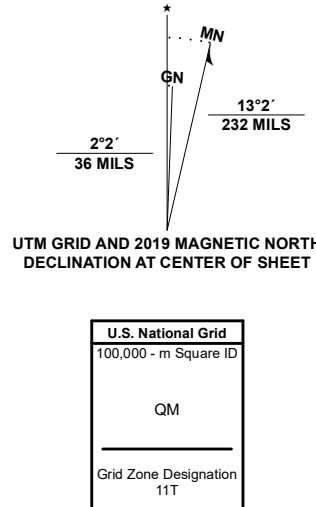 ★
MN
GN
13°2´
232 MILS
2°2´
36 MILS
UTM GRID AND 2019 MAGNETIC NORTH
DECLINATION AT CENTER OF SHEET
U.S. National Grid
100,000 - m Square ID
QM
Grid Zone Designation
11T